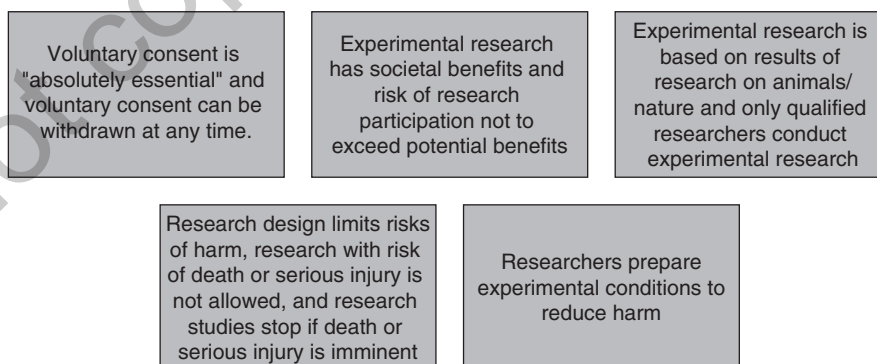 Voluntary consent is
"absolutely essential" and
voluntary consent can be
withdrawn at any time.
Experimental research
has societal benefits and
risk of research
participation not to
exceed potential benefits
Experimental research is
based on results of
research on animals/
nature and only qualified
researchers conduct
experimental research
Research design limits risks
of harm, research with risk
of death or serious injury is
not allowed, and research
studies stop if death or
serious injury is imminent
Researchers prepare
experimental conditions to
reduce harm
not co